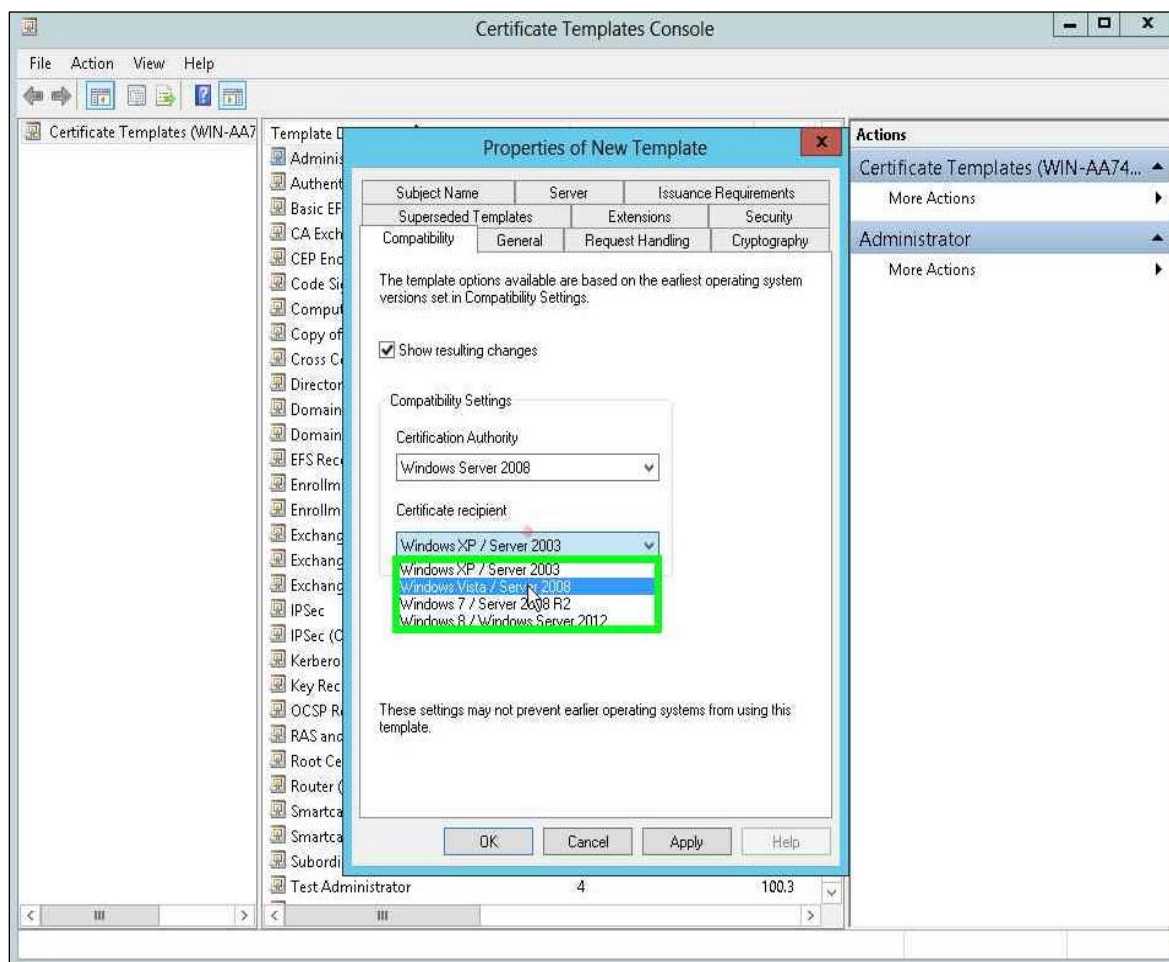 Certificate Templates Console
File Action View Help
Certificate Templates (WIN-AA7
Template D
Adminis
Authent
Basic EF
CA Exch
CEP Enc
Code Si
Comput
Copy of
Cross C
Director
Domain
Domain
EFS Rec
Enrollm
Enrollm
Exchang
Exchang
Exchang
IPSec
IPSec (O
Kerbero
Key Rec
OCSP R
RAS and
Root Ce
Router (
Smartca
Smartca
Subordi
Test Administrator 4 100.3
Properties of New Template
Subject Name Server Issuance Requirements
Superseded Templates Extensions Security
Compatibility General Request Handling Cryptography
The template options available are based on the earliest operating system
versions set in Compatibility Settings.
Show resulting changes
Compatibility Settings
Certification Authority
Windows Server 2008
Certificate recipient
Windows XP / Server 2003
Windows XP / Server 2003
Windows Vista / Server 2008
Windows 7 / Server 2008 R2
Windows 8 / Windows Server 2012
These settings may not prevent earlier operating systems from using this
template.
OK Cancel Apply Help
Actions
Certificate Templates (WIN-AA74...
More Actions
Administrator
More Actions